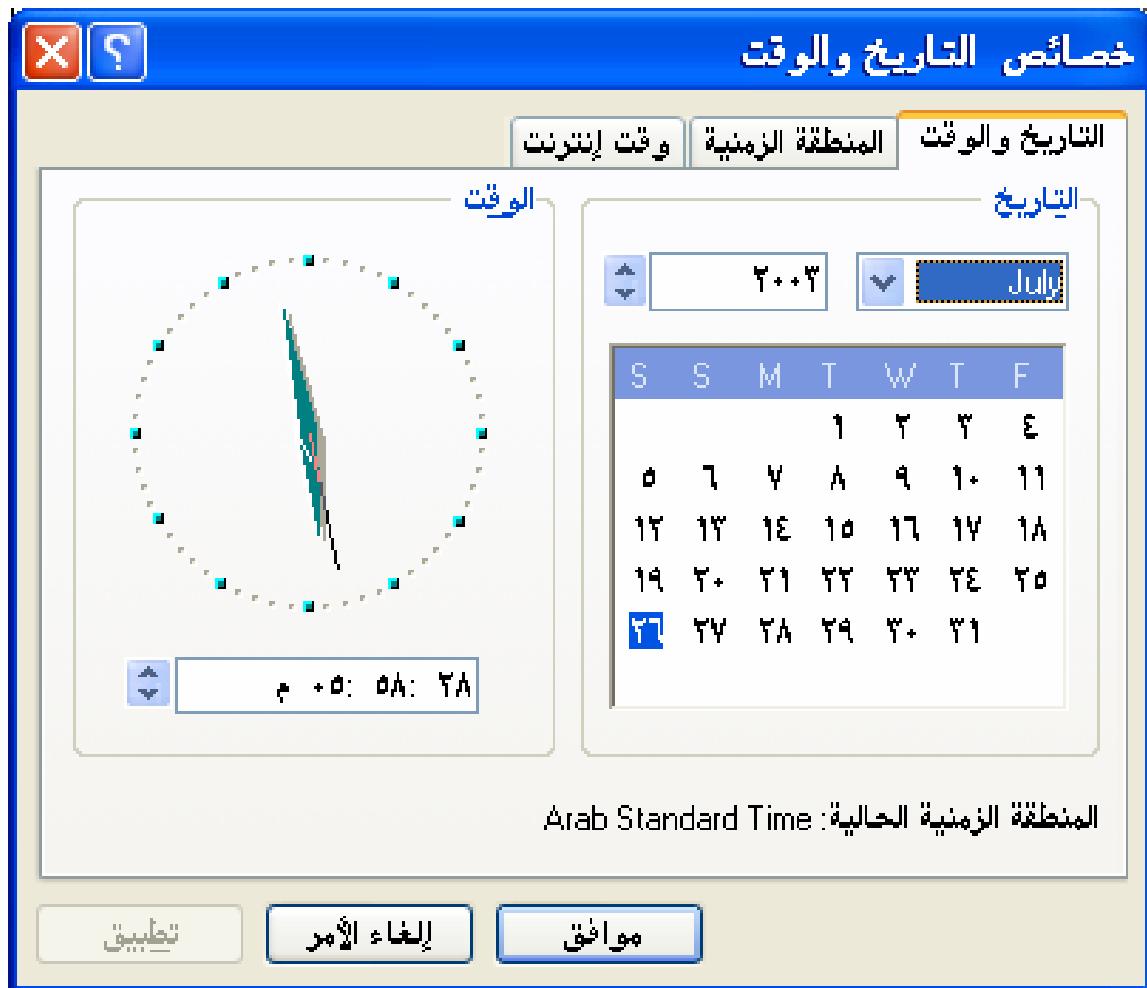 خصائص التاريخ والوقت
التاريخ والوقت
المنطقة الزمنية
وقت إنترنت
التاريخ
July
٢٠٠٣
S S M T W T F
١ ٢ ٣ ٤
٥ ٦ ٧ ٨ ٩ ١٠ ١١
١٢ ١٣ ١٤ ١٥ ١٦ ١٧ ١٨
١٩ ٢٠ ٢١ ٢٢ ٢٣ ٢٤ ٢٥
٢٦ ٢٧ ٢٨ ٢٩ ٣٠ ٣١
الوقت
٠٥: ٥٨: ٢٨ م
المنطقة الزمنية الحالية: Arab Standard Time
موافق
إلغاء الأمر
تطبيق